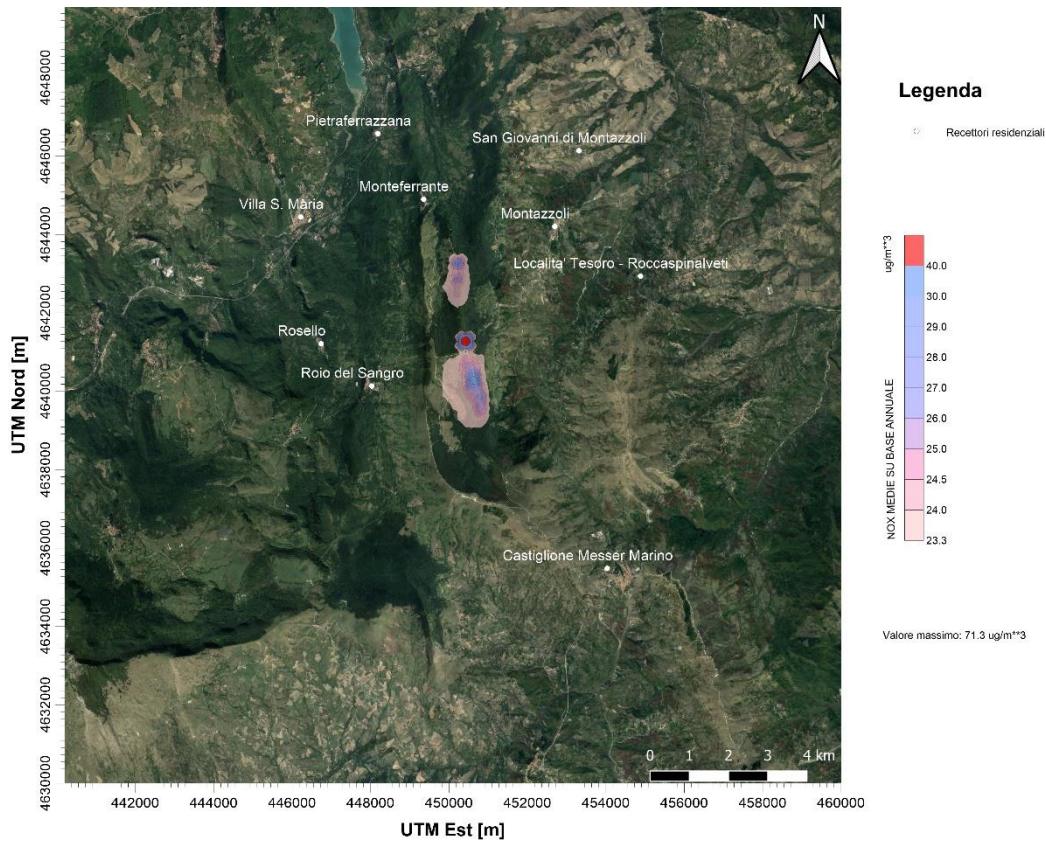 N
Pietraferrazzana
San Giovanni di Montazzoli
Monteferrante
Villa S. Maria
Montazzoli
Localita' Tesoro - Roccaspinalveti
Rosello
Roio del Sangro
Castiglione Messer Marino
0 1 2 3 4 km
UTM Nord [m]
4648000
4646000
4644000
4642000
4640000
4638000
4636000
4634000
4632000
4630000
442000 444000 446000 448000 450000 452000 454000 456000 458000 460000
UTM Est [m]
Legenda
Recettori residenziali
ug/m**3
NOX MEDIE SU BASE ANNUALE
40.0
30.0
29.0
28.0
27.0
26.0
25.0
24.5
24.0
23.3
Valore massimo: 71.3 ug/m**3